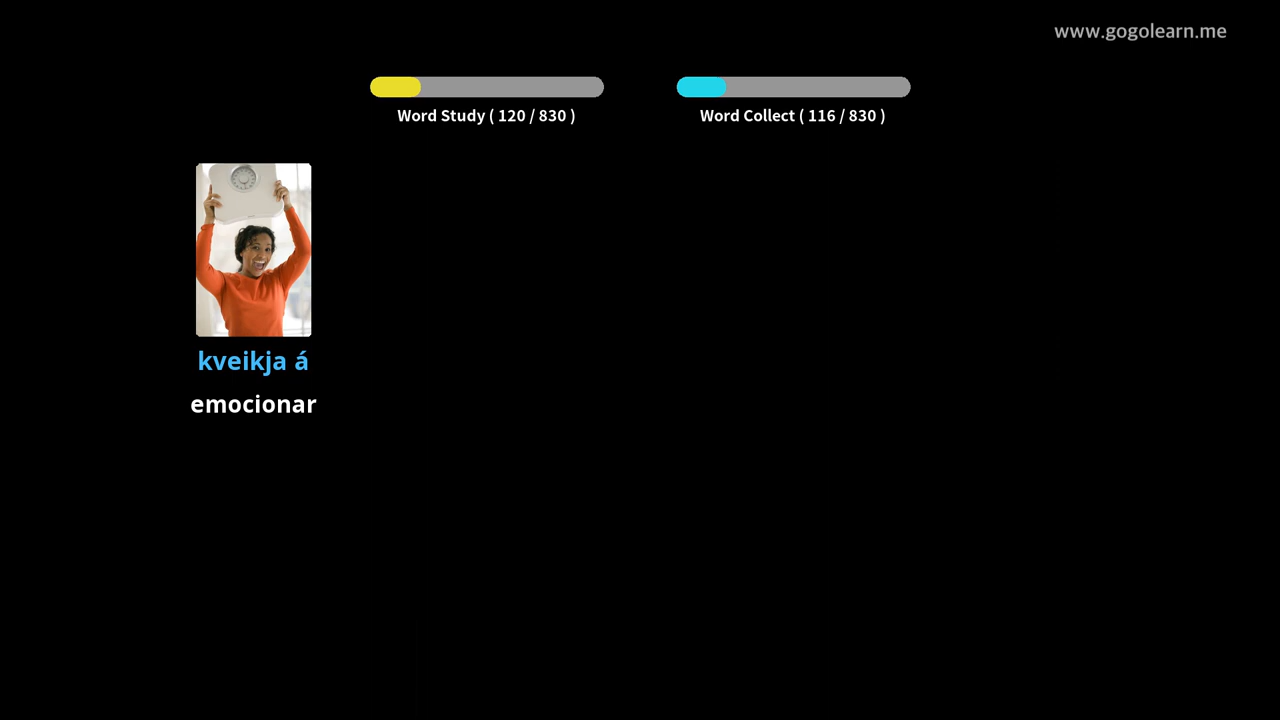 www.gogolearn.me
Word Study ( 120 / 830 )
Word Collect ( 116 / 830 )
kveikja á
emocionar